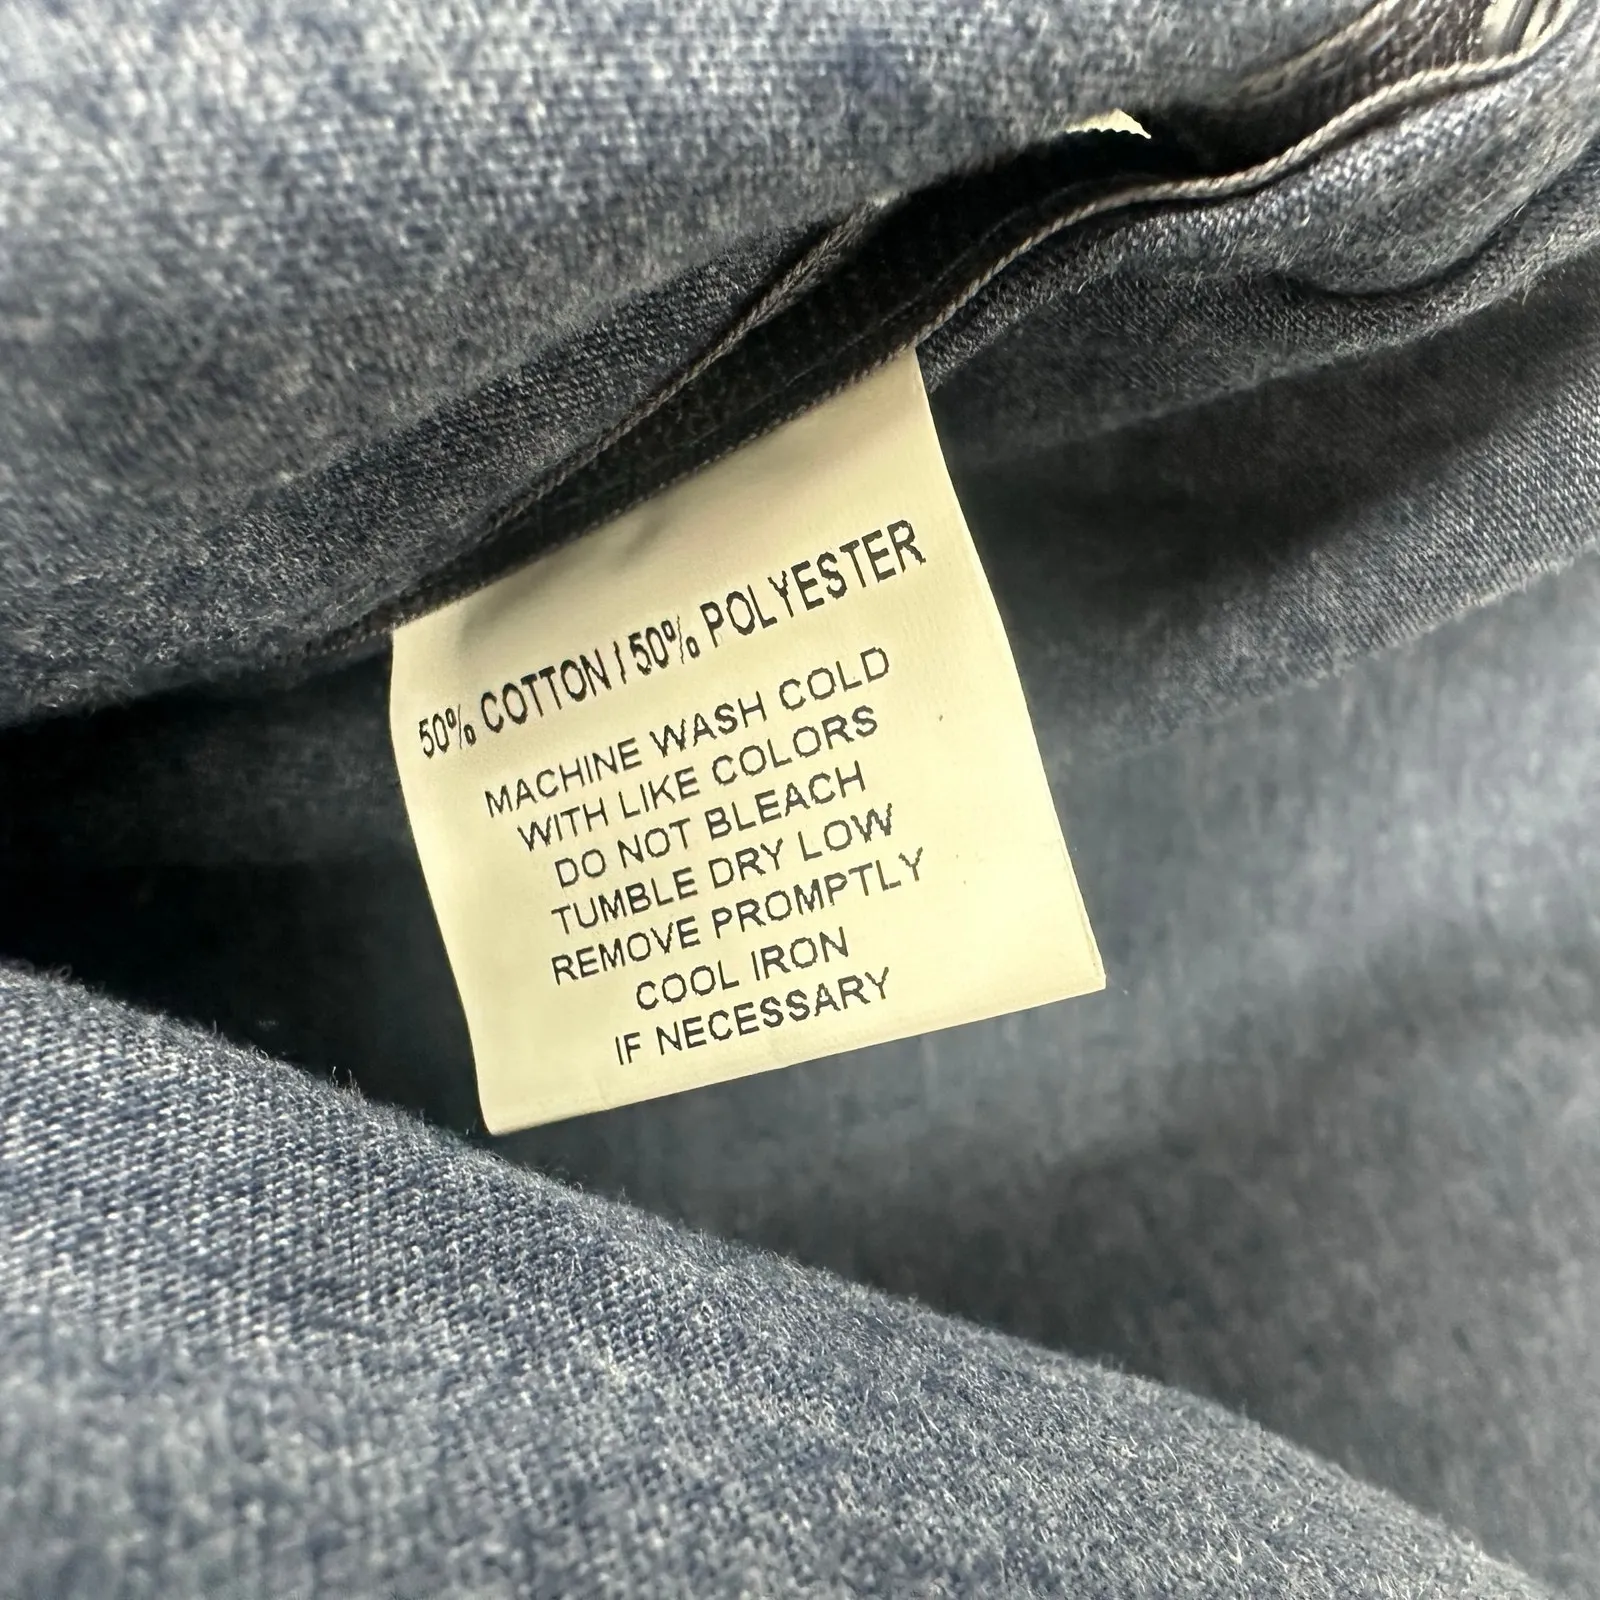 50% COTTON / 50% POLYESTER
MACHINE WASH COLD
WITH LIKE COLORS
DO NOT BLEACH
TUMBLE DRY LOW
REMOVE PROMPTLY
COOL IRON
IF NECESSARY